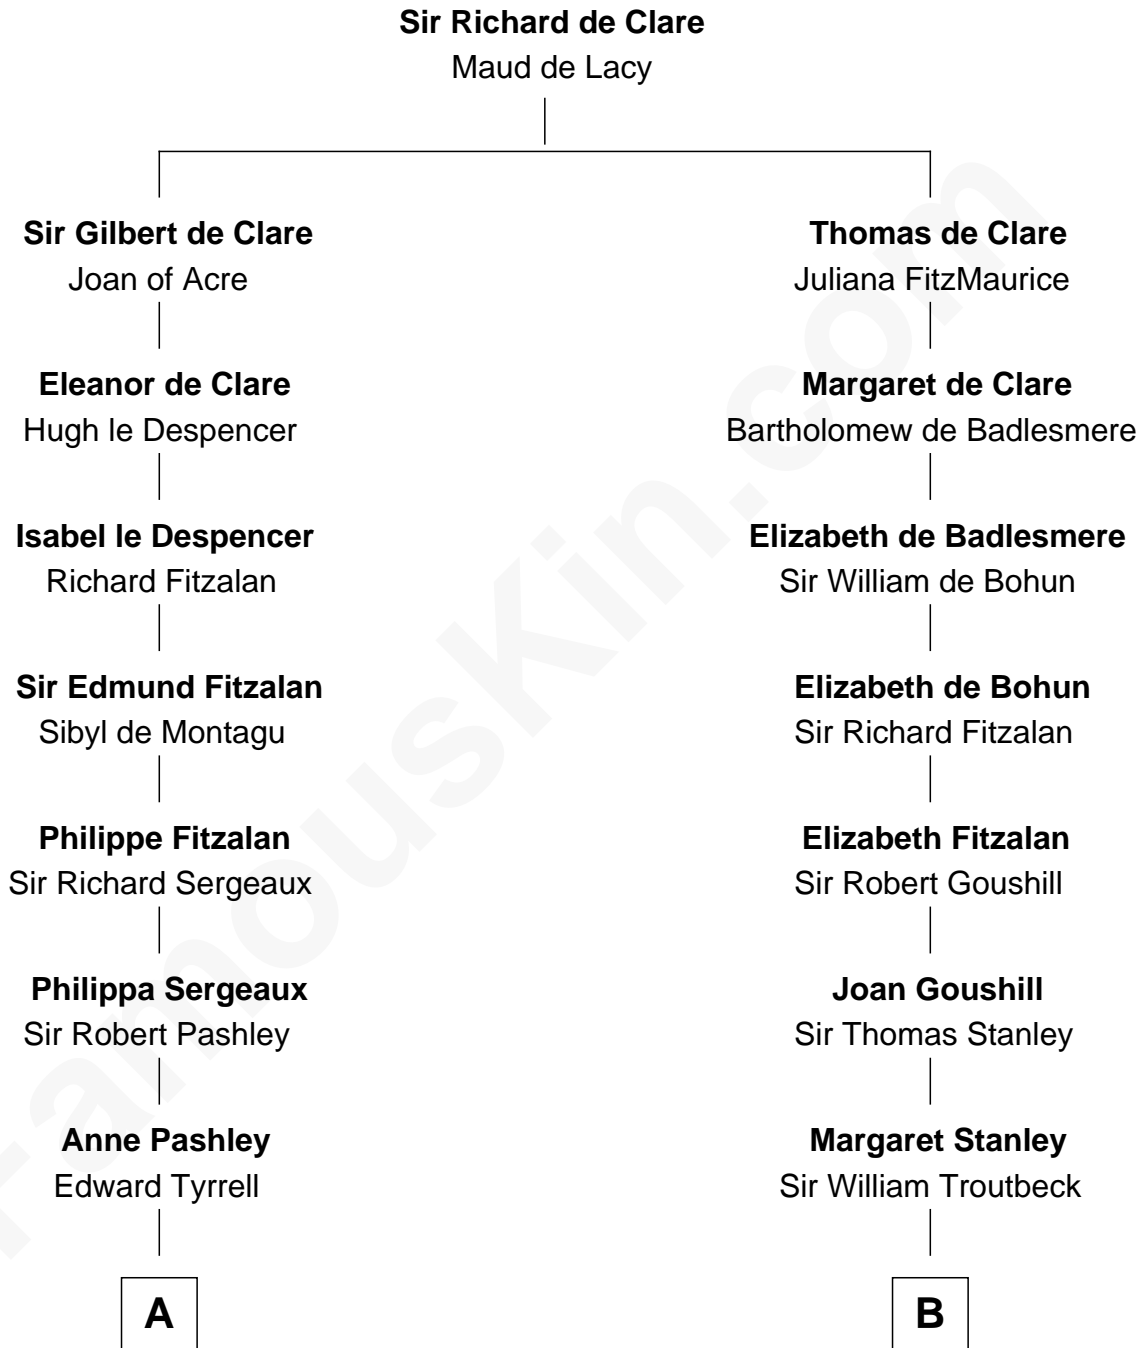 Sir Richard de Clare
Maud de Lacy
Sir Gilbert de Clare
Joan of Acre
Eleanor de Clare
Hugh le Despencer
Isabel le Despencer
Richard Fitzalan
Sir Edmund Fitzalan
Sibyl de Montagu
Philippe Fitzalan
Sir Richard Sergeaux
Philippa Sergeaux
Sir Robert Pashley
Anne Pashley
Edward Tyrrell
A
Thomas de Clare
Juliana FitzMaurice
Margaret de Clare
Bartholomew de Badlesmere
Elizabeth de Badlesmere
Sir William de Bohun
Elizabeth de Bohun
Sir Richard Fitzalan
Elizabeth Fitzalan
Sir Robert Goushill
Joan Goushill
Sir Thomas Stanley
Margaret Stanley
Sir William Troutbeck
B
FamousKin.com